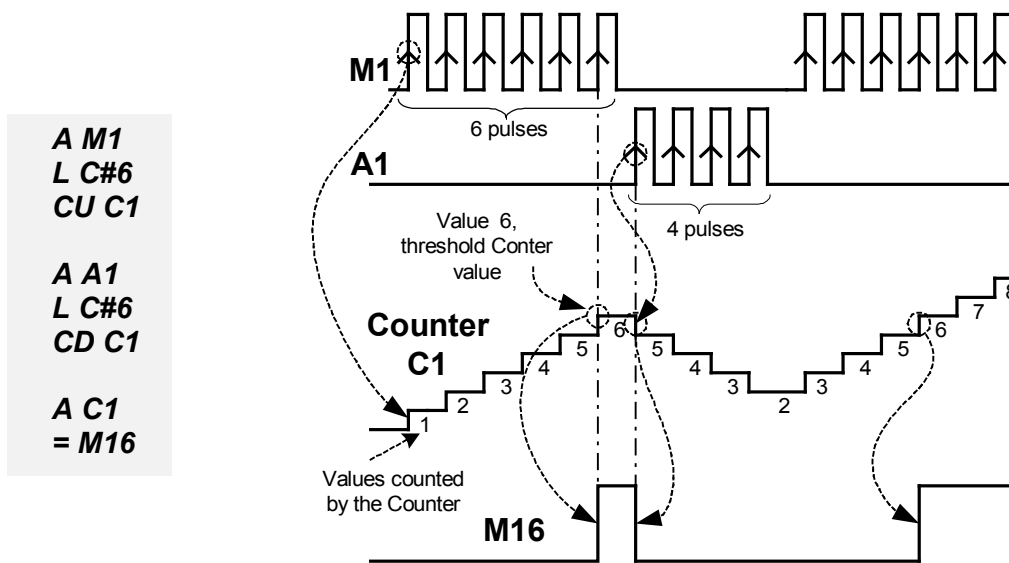 A M1
L C#6
CU C1
A A1
L C#6
CD C1
A C1
= M16
M1
6 pulses
A1
4 pulses
Value 6,
threshold Conter
value
Counter
C1
1
2
3
4
5
6
5
4
3
2
3
4
5
6
7
8
Values counted
by the Counter
M16